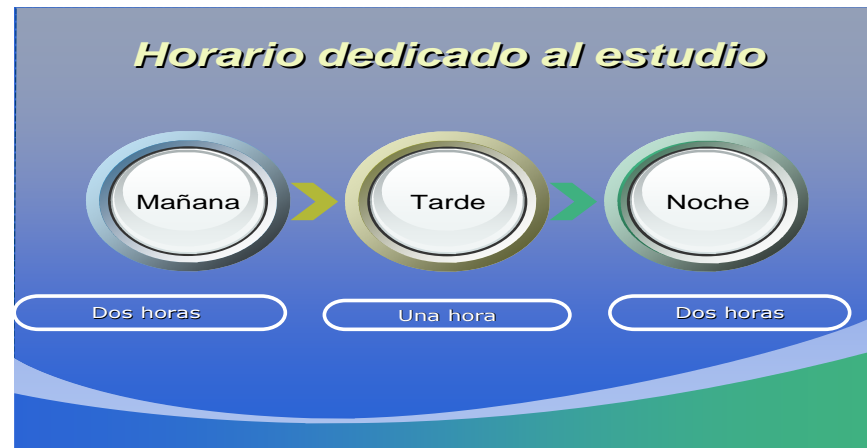 Horario dedicado al estudio
Mañana
Tarde
Noche
Dos horas
Una hora
Dos horas